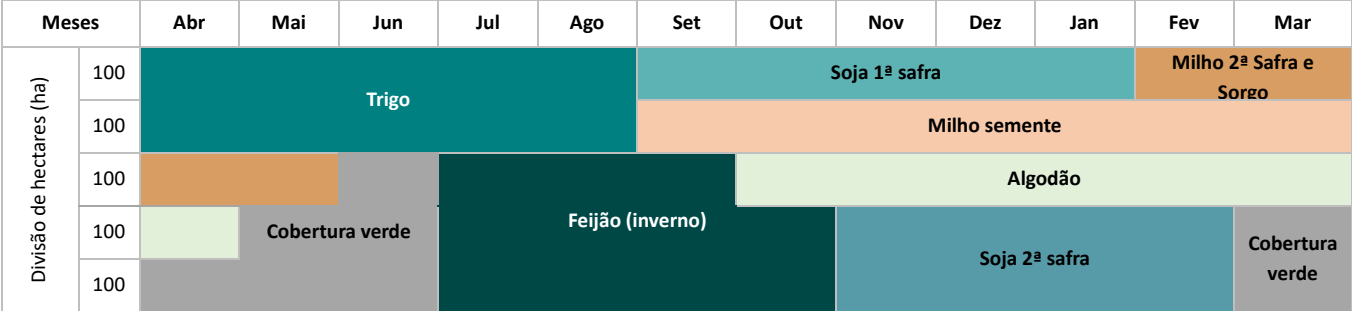 Meses Abr Mai Jun Jul Ago Set Out Nov Dez Jan Fev Mar
Divisão de hectares (ha)
100 Trigo Soja 1ª safra Milho 2ª Safra e
Sorgo
100 Milho semente
100 Algodão
100 Cobertura verde Feijão (inverno) Soja 2ª safra Cobertura
verde
100